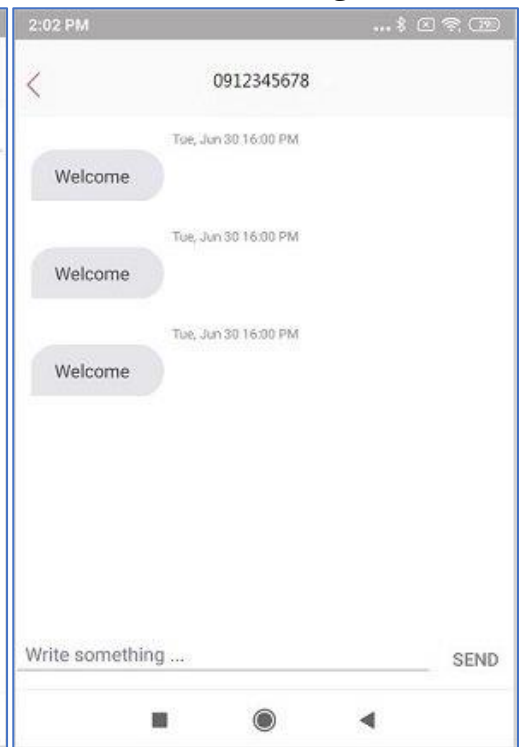 2:02 PM
29
0912345678
Tue, Jun 30 16:00 PM
Welcome
Tue, Jun 30 16:00 PM
Welcome
Tue, Jun 30 16:00 PM
Welcome
Write something ...
SEND